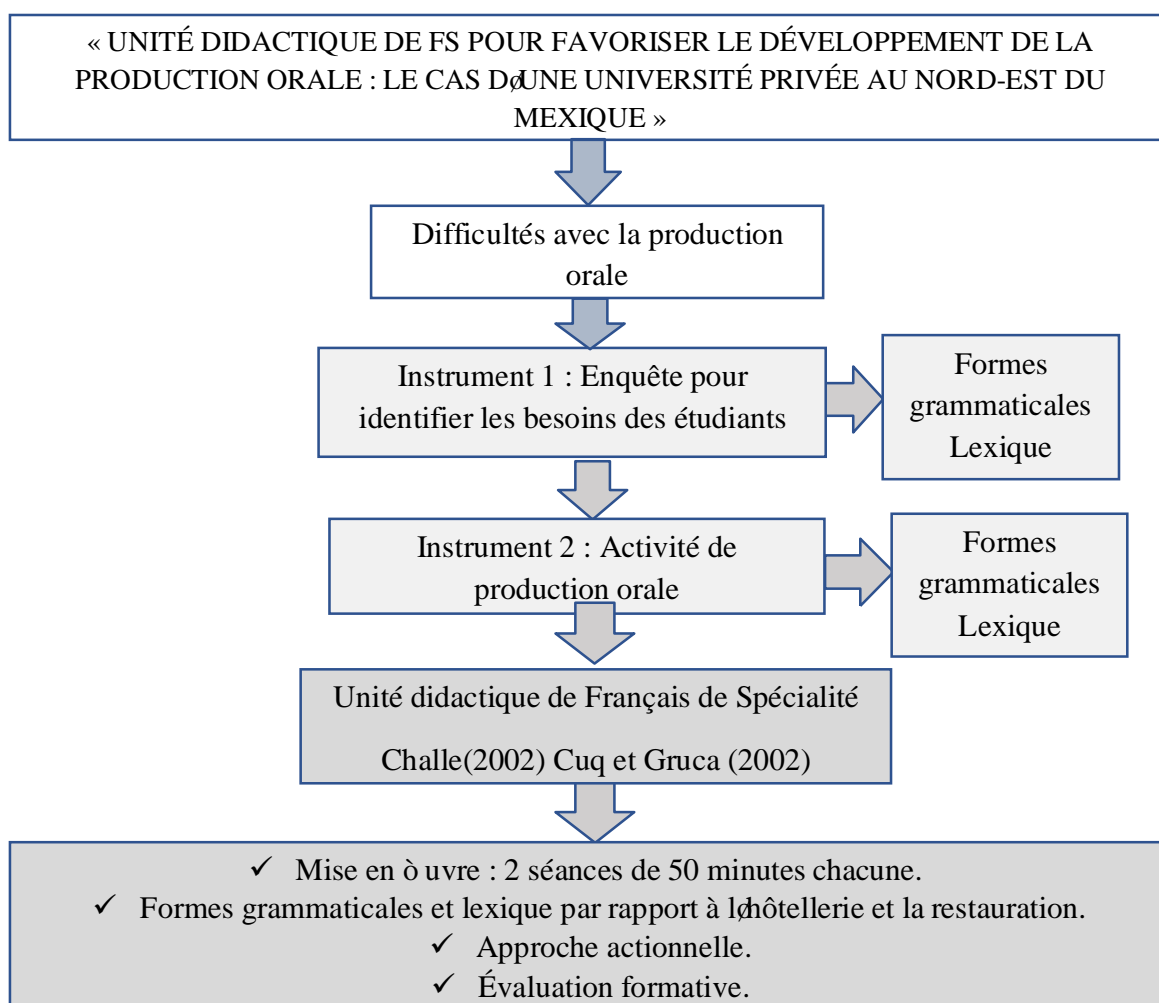 « UNITÉ DIDACTIQUE DE FS POUR FAVORISER LE DÉVELOPPEMENT DE LA
PRODUCTION ORALE : LE CAS DøUNE UNIVERSITÉ PRIVÉE AU NORD-EST DU
MEXIQUE »
Difficultés avec la production
orale
Instrument 1 : Enquête pour
identifier les besoins des étudiants
Formes
grammaticales
Lexique
Instrument 2 : Activité de
production orale
Formes
grammaticales
Lexique
Unité didactique de Français de Spécialité
Challe(2002) Cuq et Gruca (2002)
✓ Mise en ò uvre : 2 séances de 50 minutes chacune.
✓ Formes grammaticales et lexique par rapport à løhôtellerie et la restauration.
✓ Approche actionnelle.
✓ Évaluation formative.